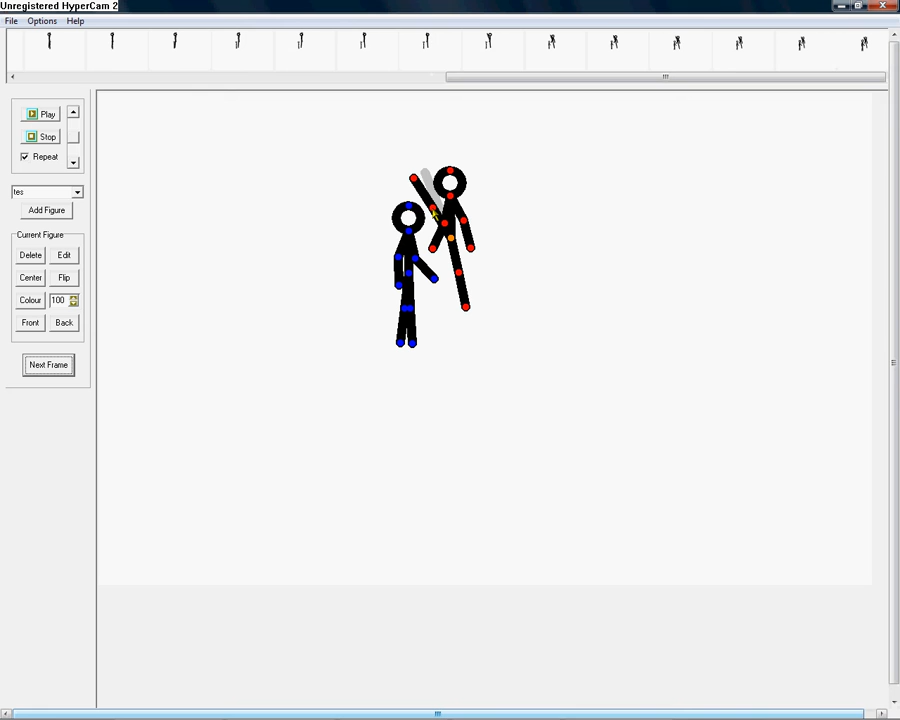 Unregistered HyperCam 2
File Options Help
Play
Stop
Repeat
tes
Add Figure
Current Figure
Delete Edit
Center Flip
Colour 100
Front Back
Next Frame